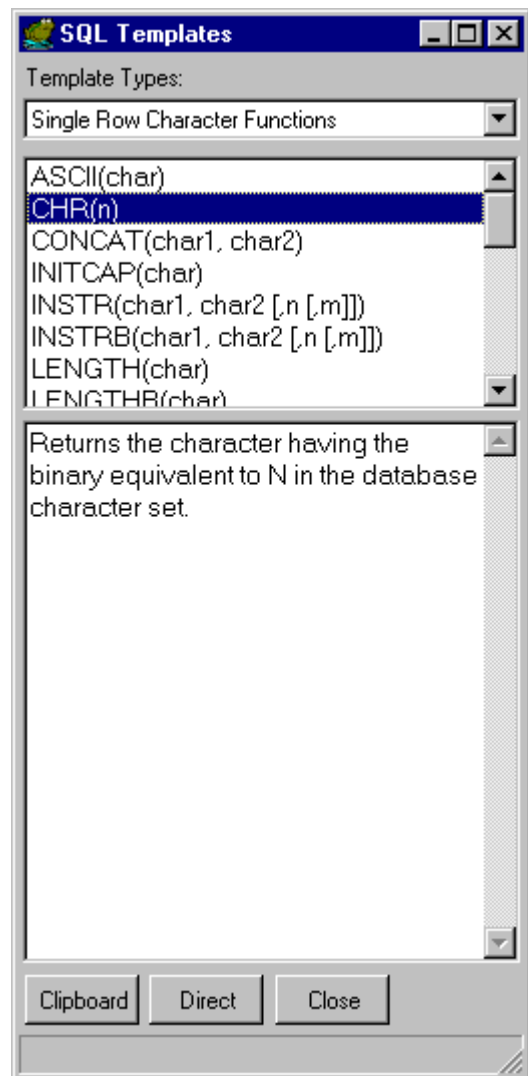 SQL Templates
Template Types:
Single Row Character Functions
ASCII(char)
CHR(n)
CONCAT(char1, char2)
INITCAP(char)
INSTR(char1, char2 [,n [,m]])
INSTRB(char1, char2 [,n [,m]])
LENGTH(char)
LENGTHB(char)
Returns the character having the
binary equivalent to N in the database
character set.
Clipboard Direct Close